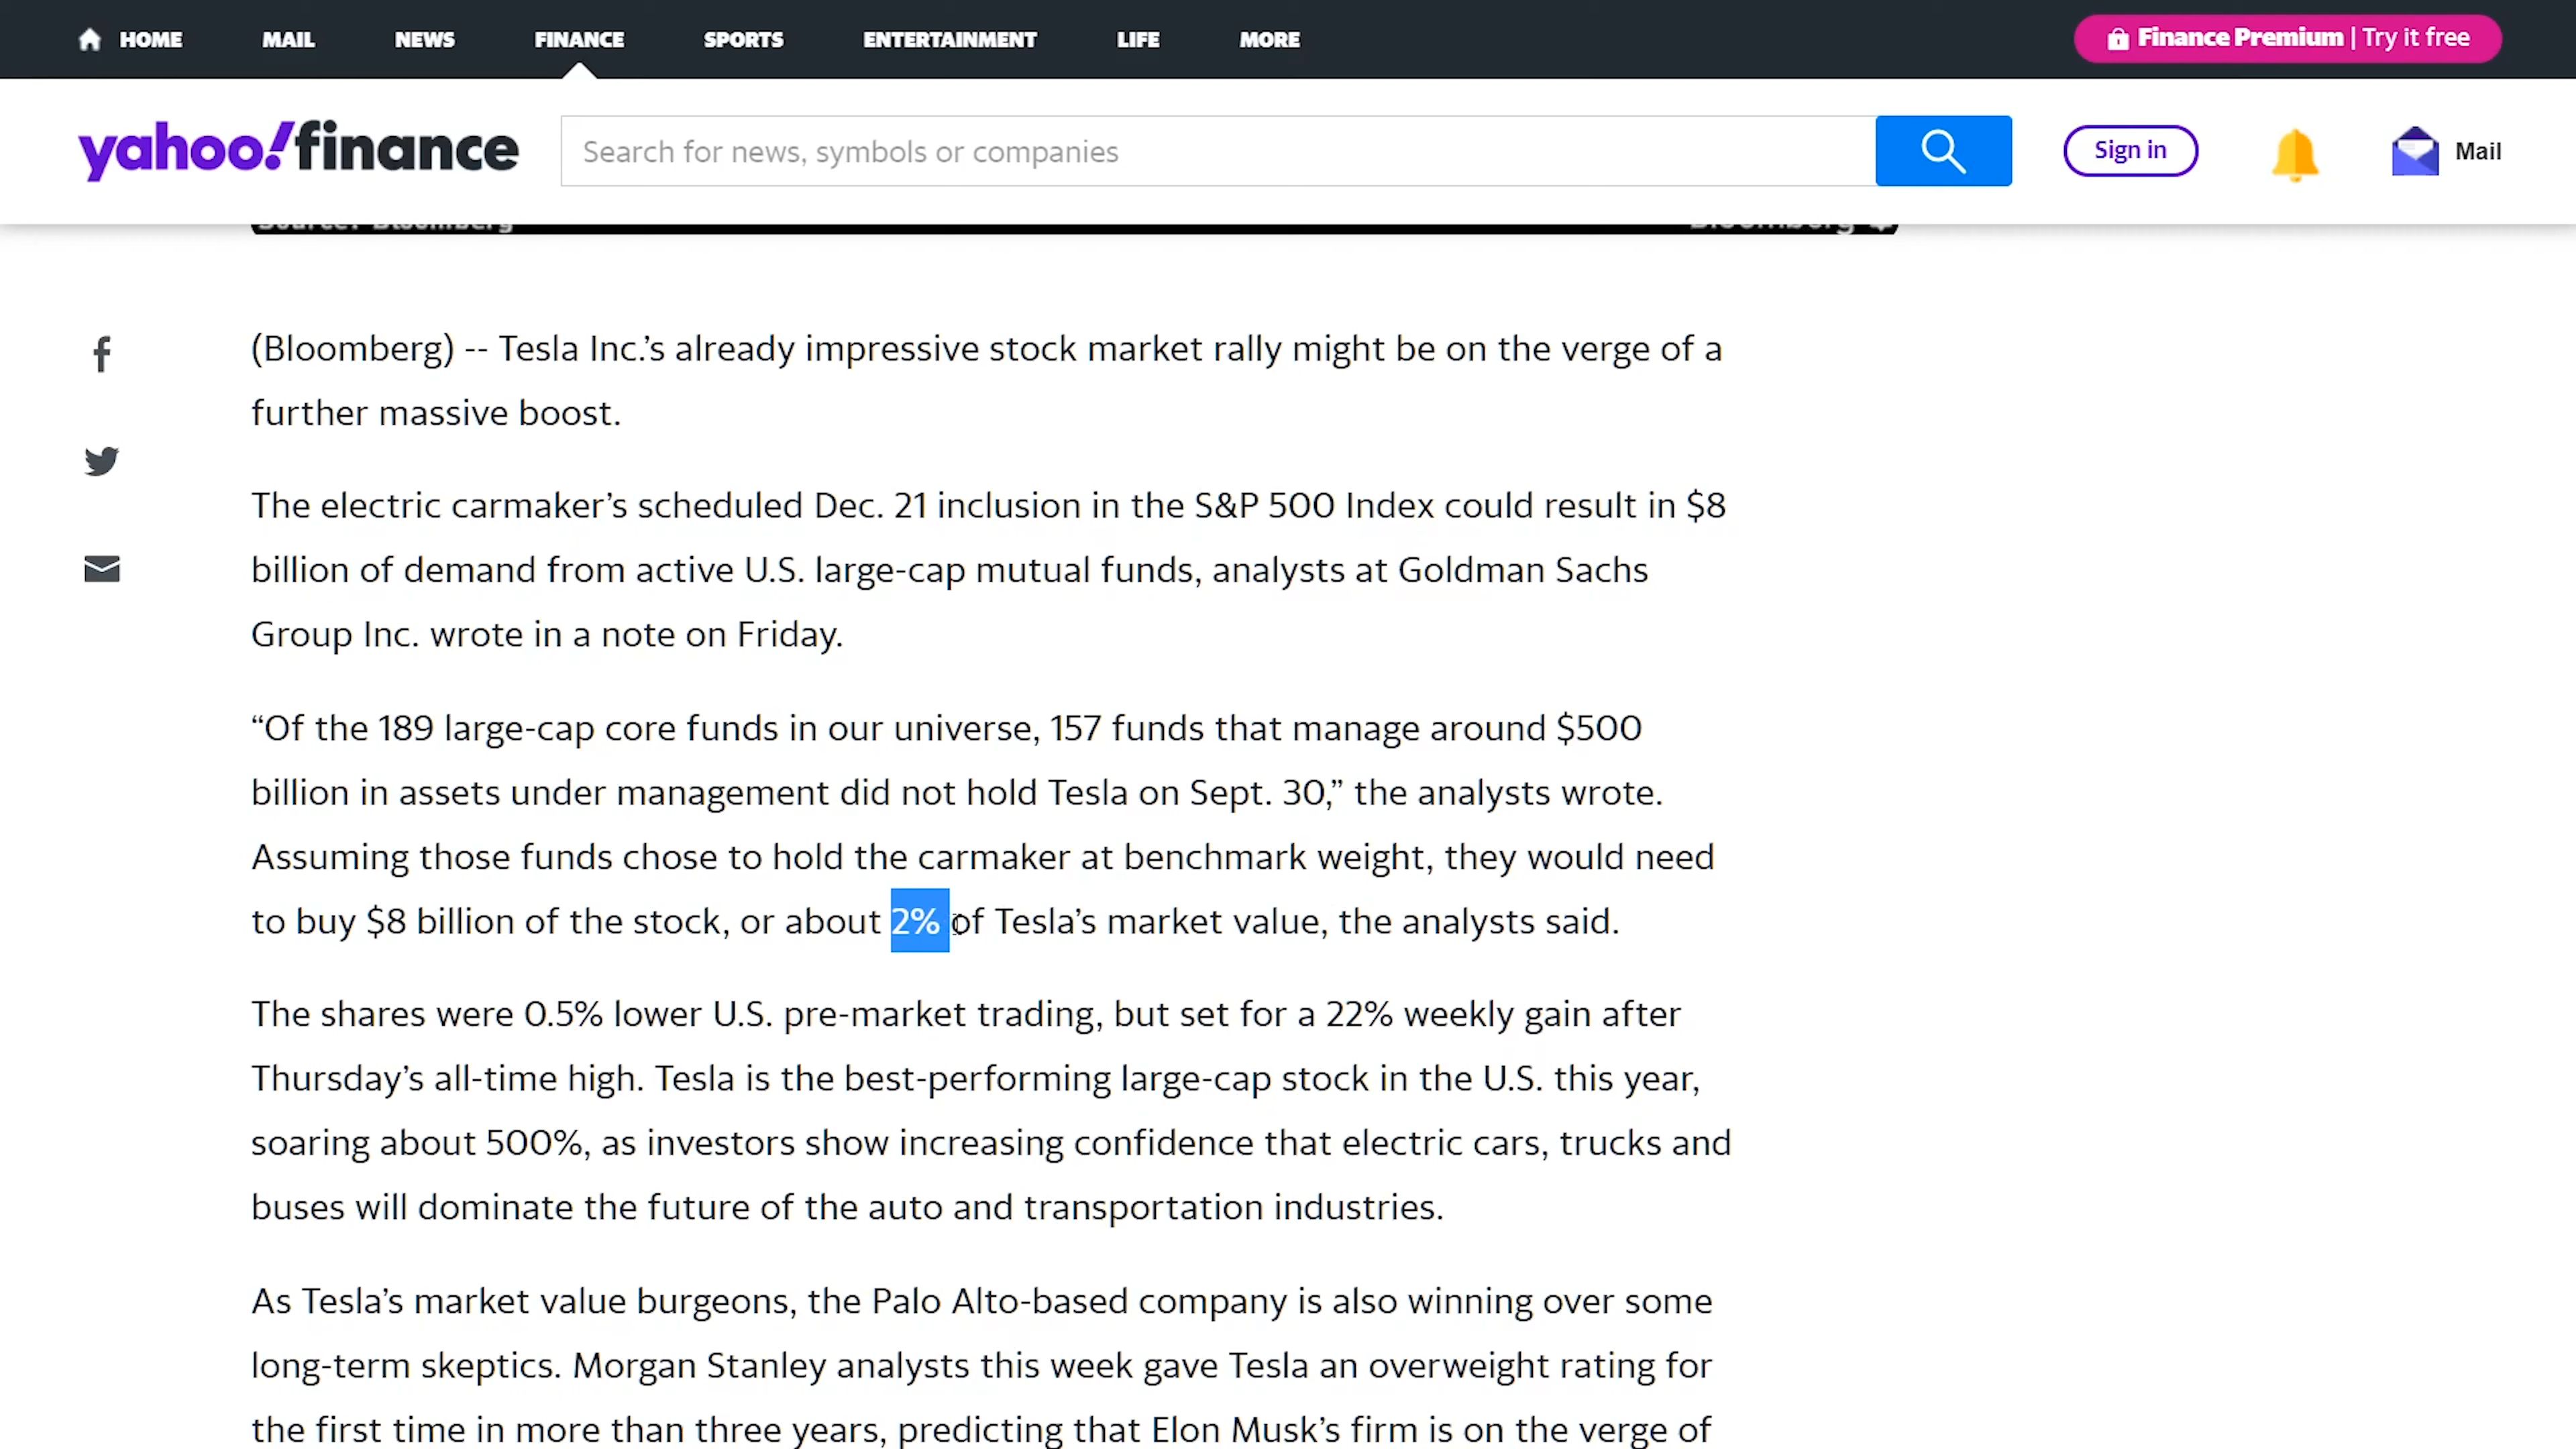 HOME MAIL NEWS FINANCE SPORTS ENTERTAINMENT LIFE MORE Finance Premium | Try it free
yahoo!finance Search for news, symbols or companies Sign in Mail
Source: Bloomberg Bloomberg
(Bloomberg) -- Tesla Inc.’s already impressive stock market rally might be on the verge of a
further massive boost.
The electric carmaker’s scheduled Dec. 21 inclusion in the S&P 500 Index could result in $8
billion of demand from active U.S. large-cap mutual funds, analysts at Goldman Sachs
Group Inc. wrote in a note on Friday.
“Of the 189 large-cap core funds in our universe, 157 funds that manage around $500
billion in assets under management did not hold Tesla on Sept. 30,” the analysts wrote.
Assuming those funds chose to hold the carmaker at benchmark weight, they would need
to buy $8 billion of the stock, or about 2% of Tesla’s market value, the analysts said.
The shares were 0.5% lower U.S. pre-market trading, but set for a 22% weekly gain after
Thursday’s all-time high. Tesla is the best-performing large-cap stock in the U.S. this year,
soaring about 500%, as investors show increasing confidence that electric cars, trucks and
buses will dominate the future of the auto and transportation industries.
As Tesla’s market value burgeons, the Palo Alto-based company is also winning over some
long-term skeptics. Morgan Stanley analysts this week gave Tesla an overweight rating for
the first time in more than three years, predicting that Elon Musk’s firm is on the verge of